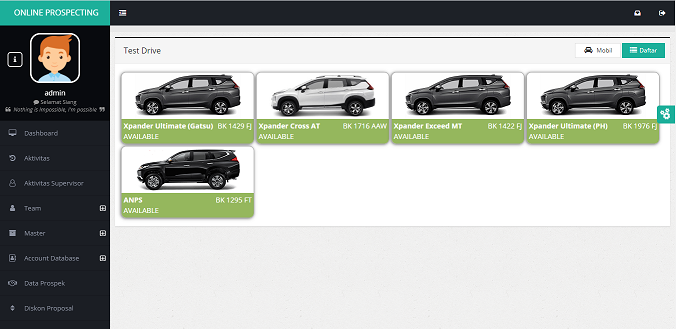 ONLINE PROSPECTING
admin
Selamat Siang
Nothing is Impossible, i'm possible
Dashboard
Aktivitas
Aktivitas Supervisor
Team
Master
Account Database
Data Prospek
Diskon Proposal
Test Drive
Mobil
Daftar
Xpander Ultimate (Gatsu) BK 1429 FJ
AVAILABLE
Xpander Cross AT BK 1716 AAW
AVAILABLE
Xpander Exceed MT BK 1422 FJ
AVAILABLE
Xpander Ultimate (PH) BK 1976 FJ
AVAILABLE
ANPS BK 1295 FT
AVAILABLE